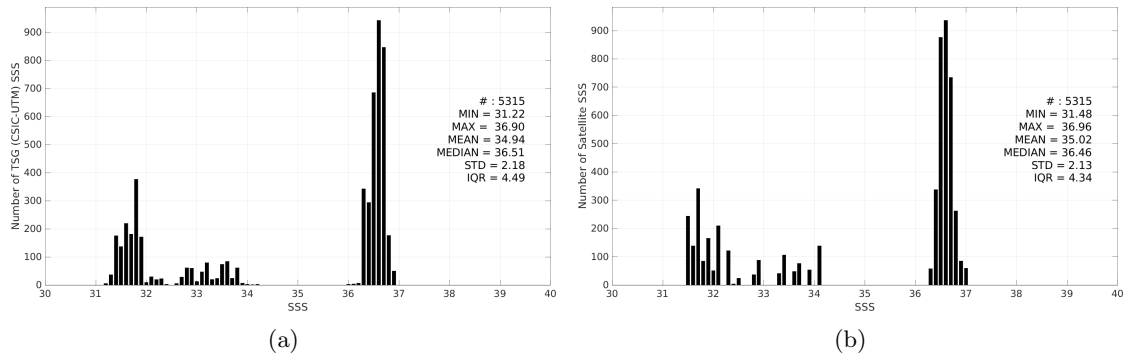 Number of TSG (CSIC-UTM) SSS
900
800
700
600
500
400
300
200
100
0
# : 5315
MIN = 31.22
MAX = 36.90
MEAN = 34.94
MEDIAN = 36.51
STD = 2.18
IQR = 4.49
30 31 32 33 34 35 36 37 38 39 40
SSS
(a)
Number of Satellite SSS
900
800
700
600
500
400
300
200
100
0
# : 5315
MIN = 31.48
MAX = 36.96
MEAN = 35.02
MEDIAN = 36.46
STD = 2.13
IQR = 4.34
30 31 32 33 34 35 36 37 38 39 40
SSS
(b)